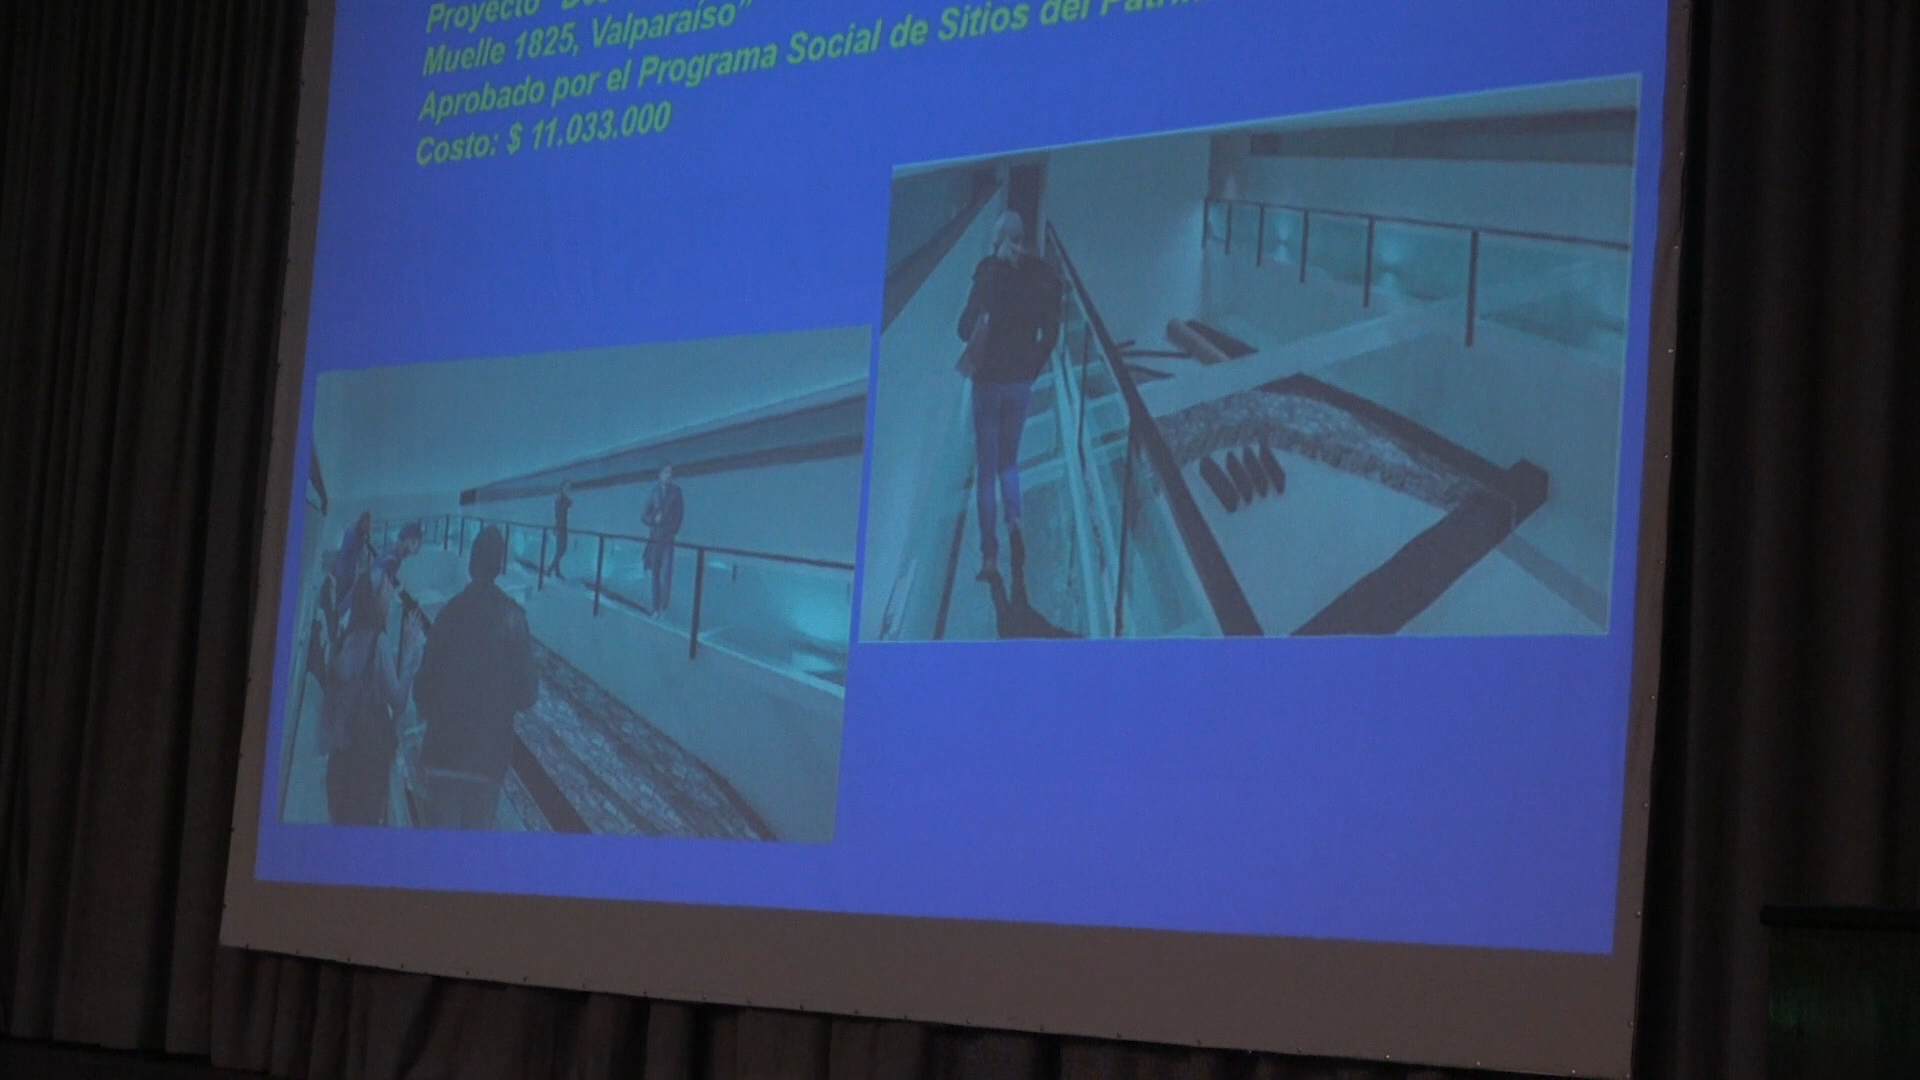 Proyecto
Muelle 1825, Valparaíso”
Aprobado por el Programa Social de Sitios del
Costo: $ 11.033.000